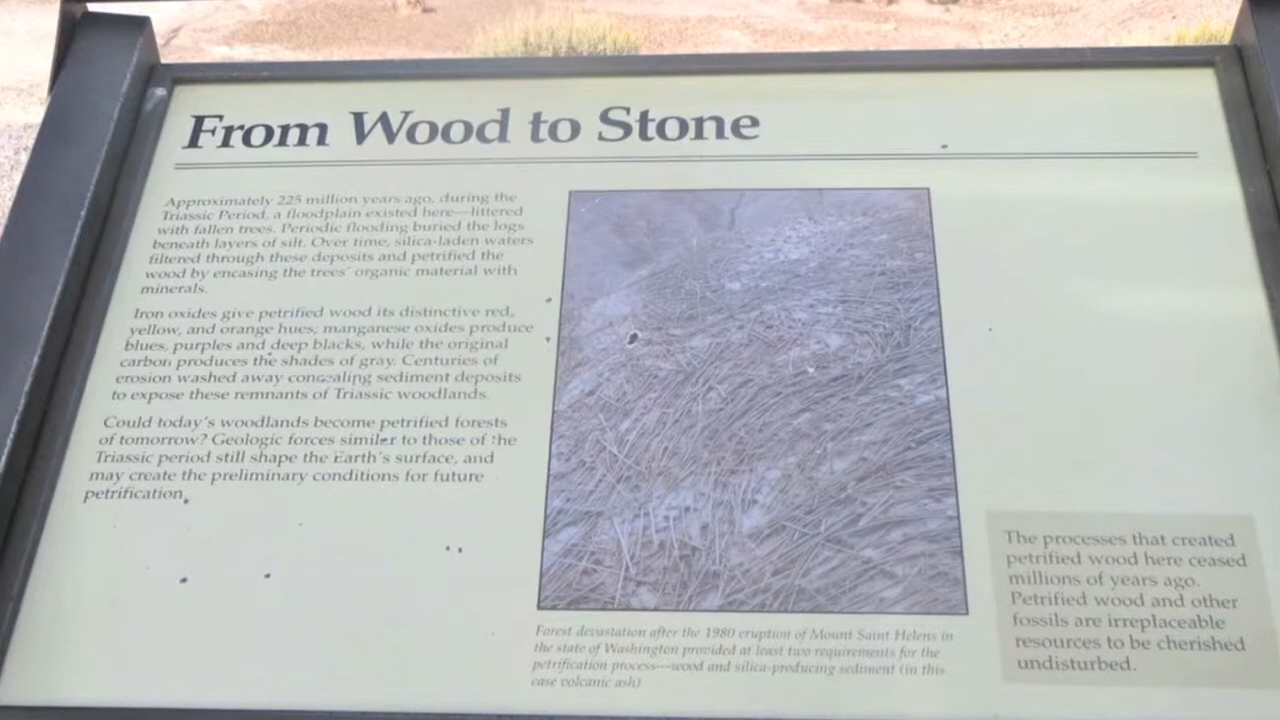 From Wood to Stone
Approximately 225 million years ago, during the
Triassic Period, a floodplain existed here—littered
with fallen trees. Periodic flooding buried the logs
beneath layers of silt. Over time, silica-laden waters
filtered through these deposits and petrified the
wood by encasing the trees' organic material with
minerals.
Iron oxides give petrified wood its distinctive red,
yellow, and orange hues; manganese oxides produce
blues, purples and deep blacks, while the original
carbon produces the shades of gray. Centuries of
erosion washed away concealing sediment deposits
to expose these remnants of Triassic woodlands.
Could today's woodlands become petrified forests
of tomorrow? Geologic forces similar to those of the
Triassic period still shape the Earth's surface, and
may create the preliminary conditions for future
petrification.
Forest devastation after the 1980 eruption of Mount Saint Helens in
the state of Washington provided at least two requirements for the
petrification process—wood and silica-producing sediment (in this
case volcanic ash)
The processes that created
petrified wood here ceased
millions of years ago.
Petrified wood and other
fossils are irreplaceable
resources to be cherished
undisturbed.